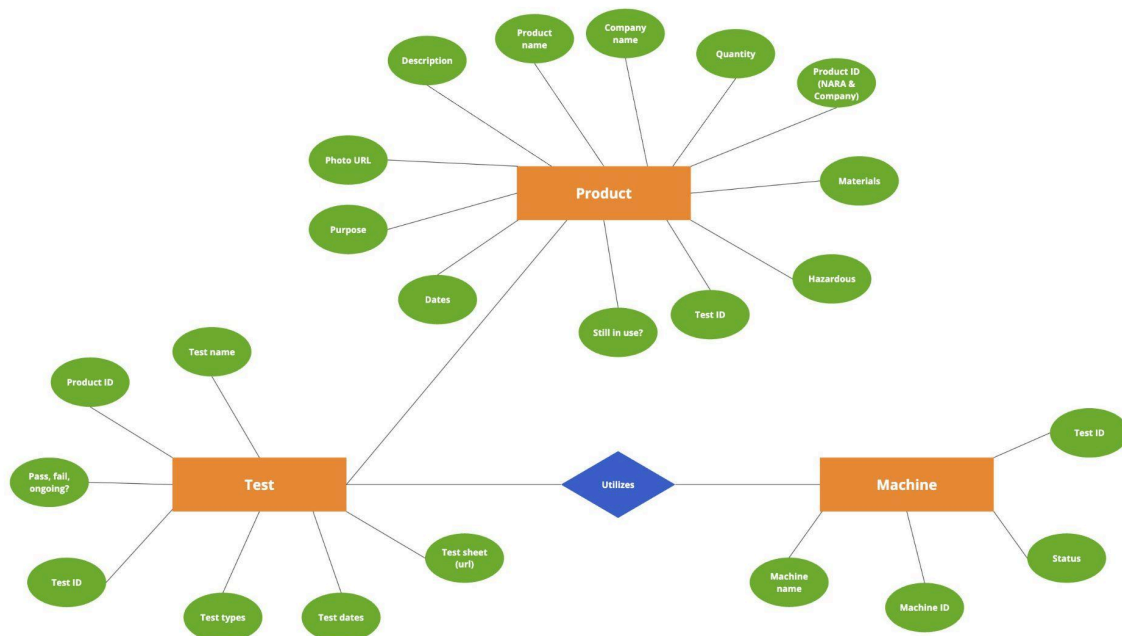 Product
name
Company
name
Description
Quantity
Product ID
(NARA &
Company)
Photo URL
Product
Materials
Purpose
Hazardous
Dates
Still in use?
Test ID
Test name
Product ID
Pass, fail,
ongoing?
Test
Utilizes
Machine
Test ID
Test ID
Test types
Test dates
Test sheet
(url)
Machine
name
Machine ID
Status